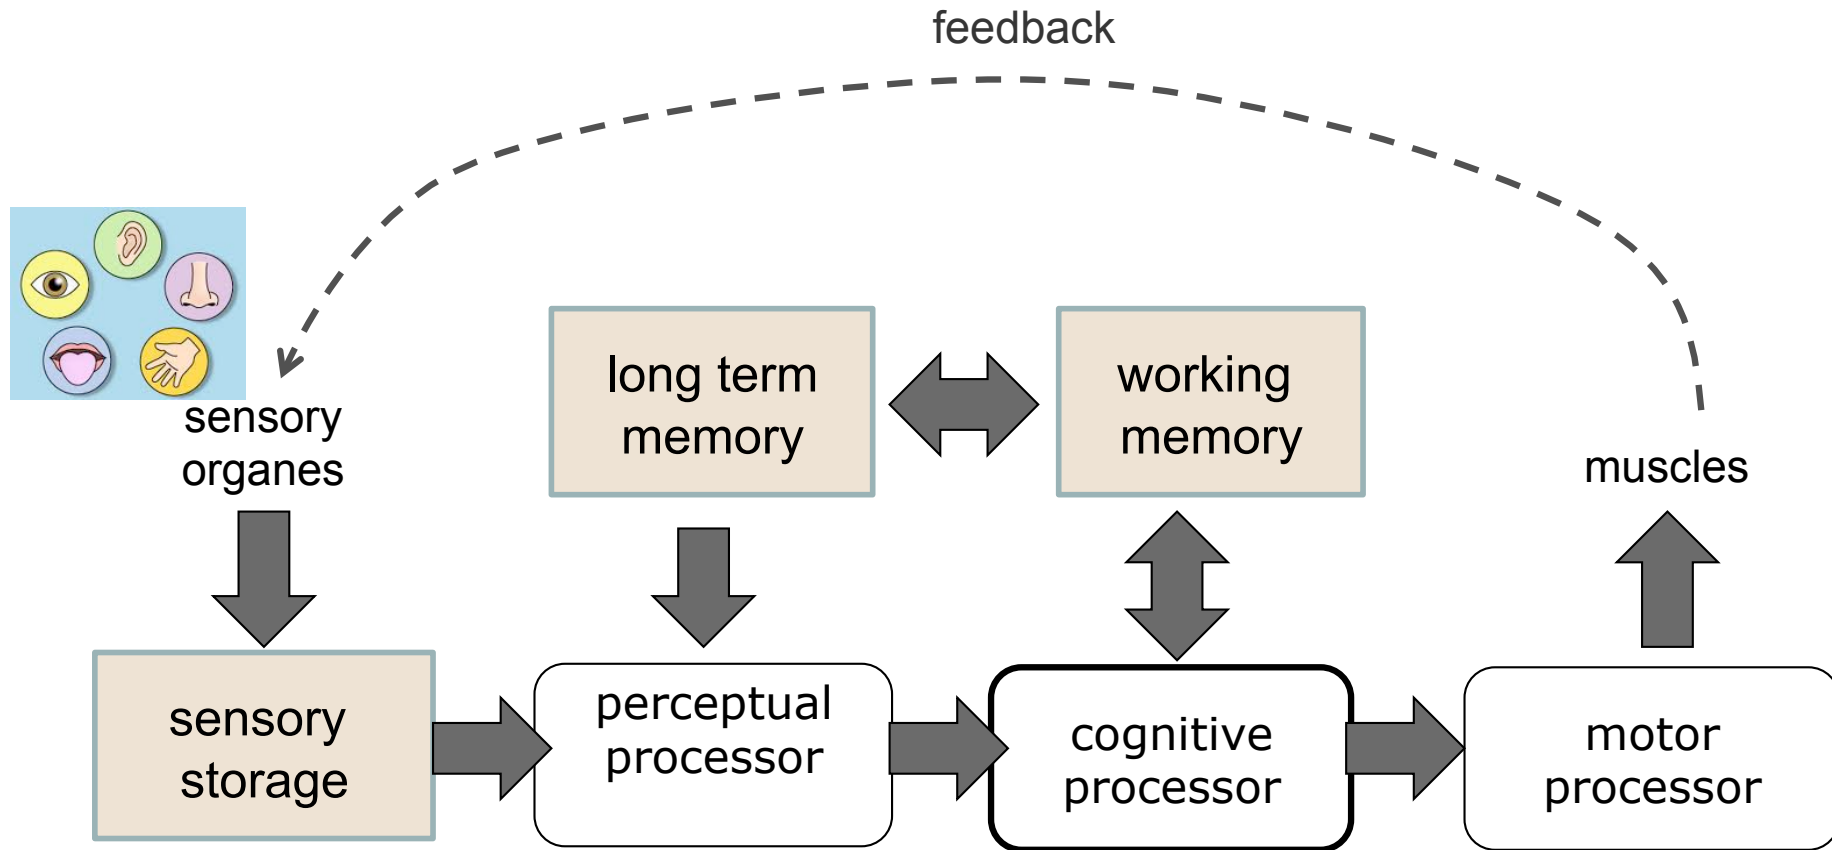 feedback
sensory
organes
long term
memory
working
memory
muscles
sensory
storage
perceptual
processor
cognitive
processor
motor
processor